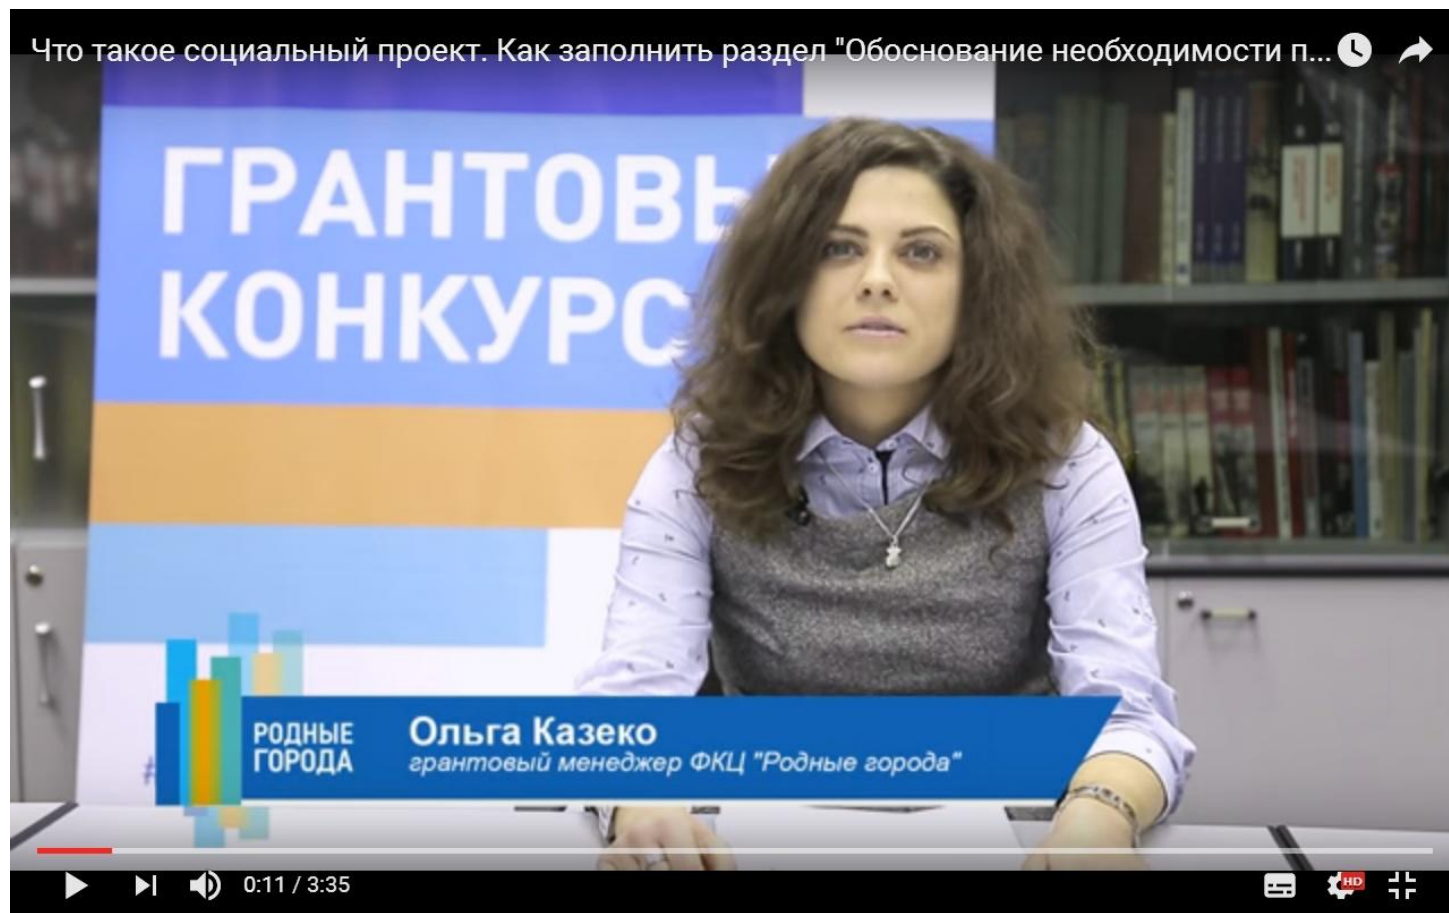 Что такое социальный проект. Как заполнить раздел "Обоснование необходимости п...
ГРАНТОВЫ
КОНКУРС
РОДНЫЕ
ГОРОДА
Ольга Казеко
грантовый менеджер ФКЦ "Родные города"
#
0:11 / 3:35
HD